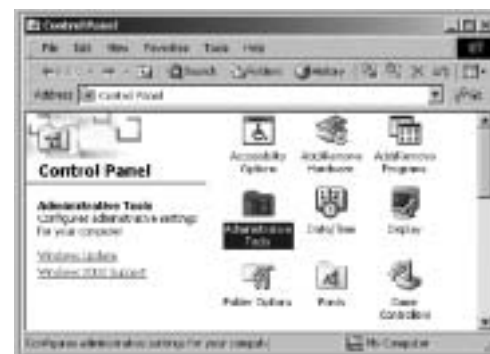 Control Panel
File Edit View Favorites Tools Help
Search Folders History
Address Control Panel
Control Panel
Administrative Tools
Configures administrative settings
for your computer
Windows Update
Windows 2000 Support
Accessibility
Options
Add/Remove
Hardware
Add/Remove
Programs
Administrative
Tools
Date/Time
Display
Folder Options
Fonts
Game
Controllers
Configures administrative settings for your computer
My Computer